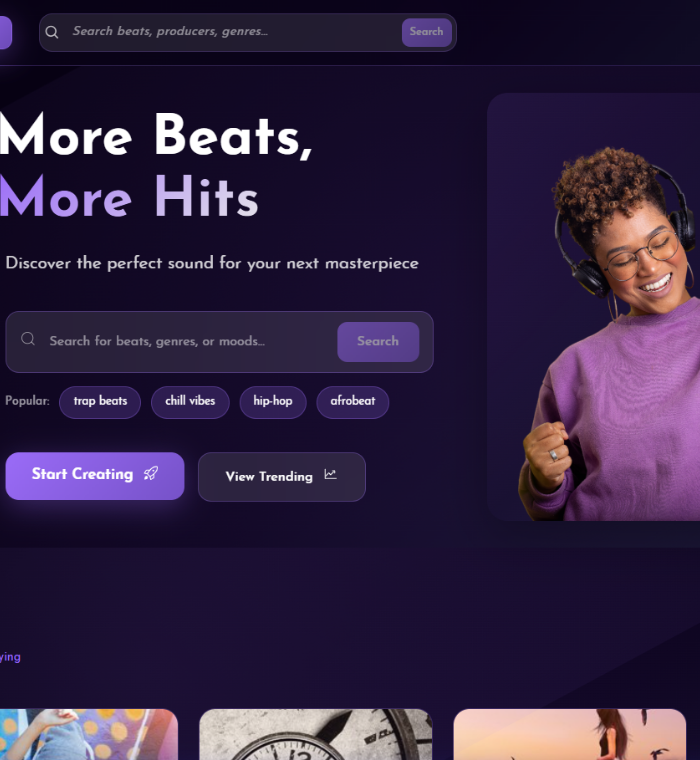 Search beats, producers, genres...
Search
More Beats,
More Hits
Discover the perfect sound for your next masterpiece
Search for beats, genres, or moods...
Search
Popular:
trap beats
chill vibes
hip-hop
afrobeat
Start Creating
View Trending
ying
12